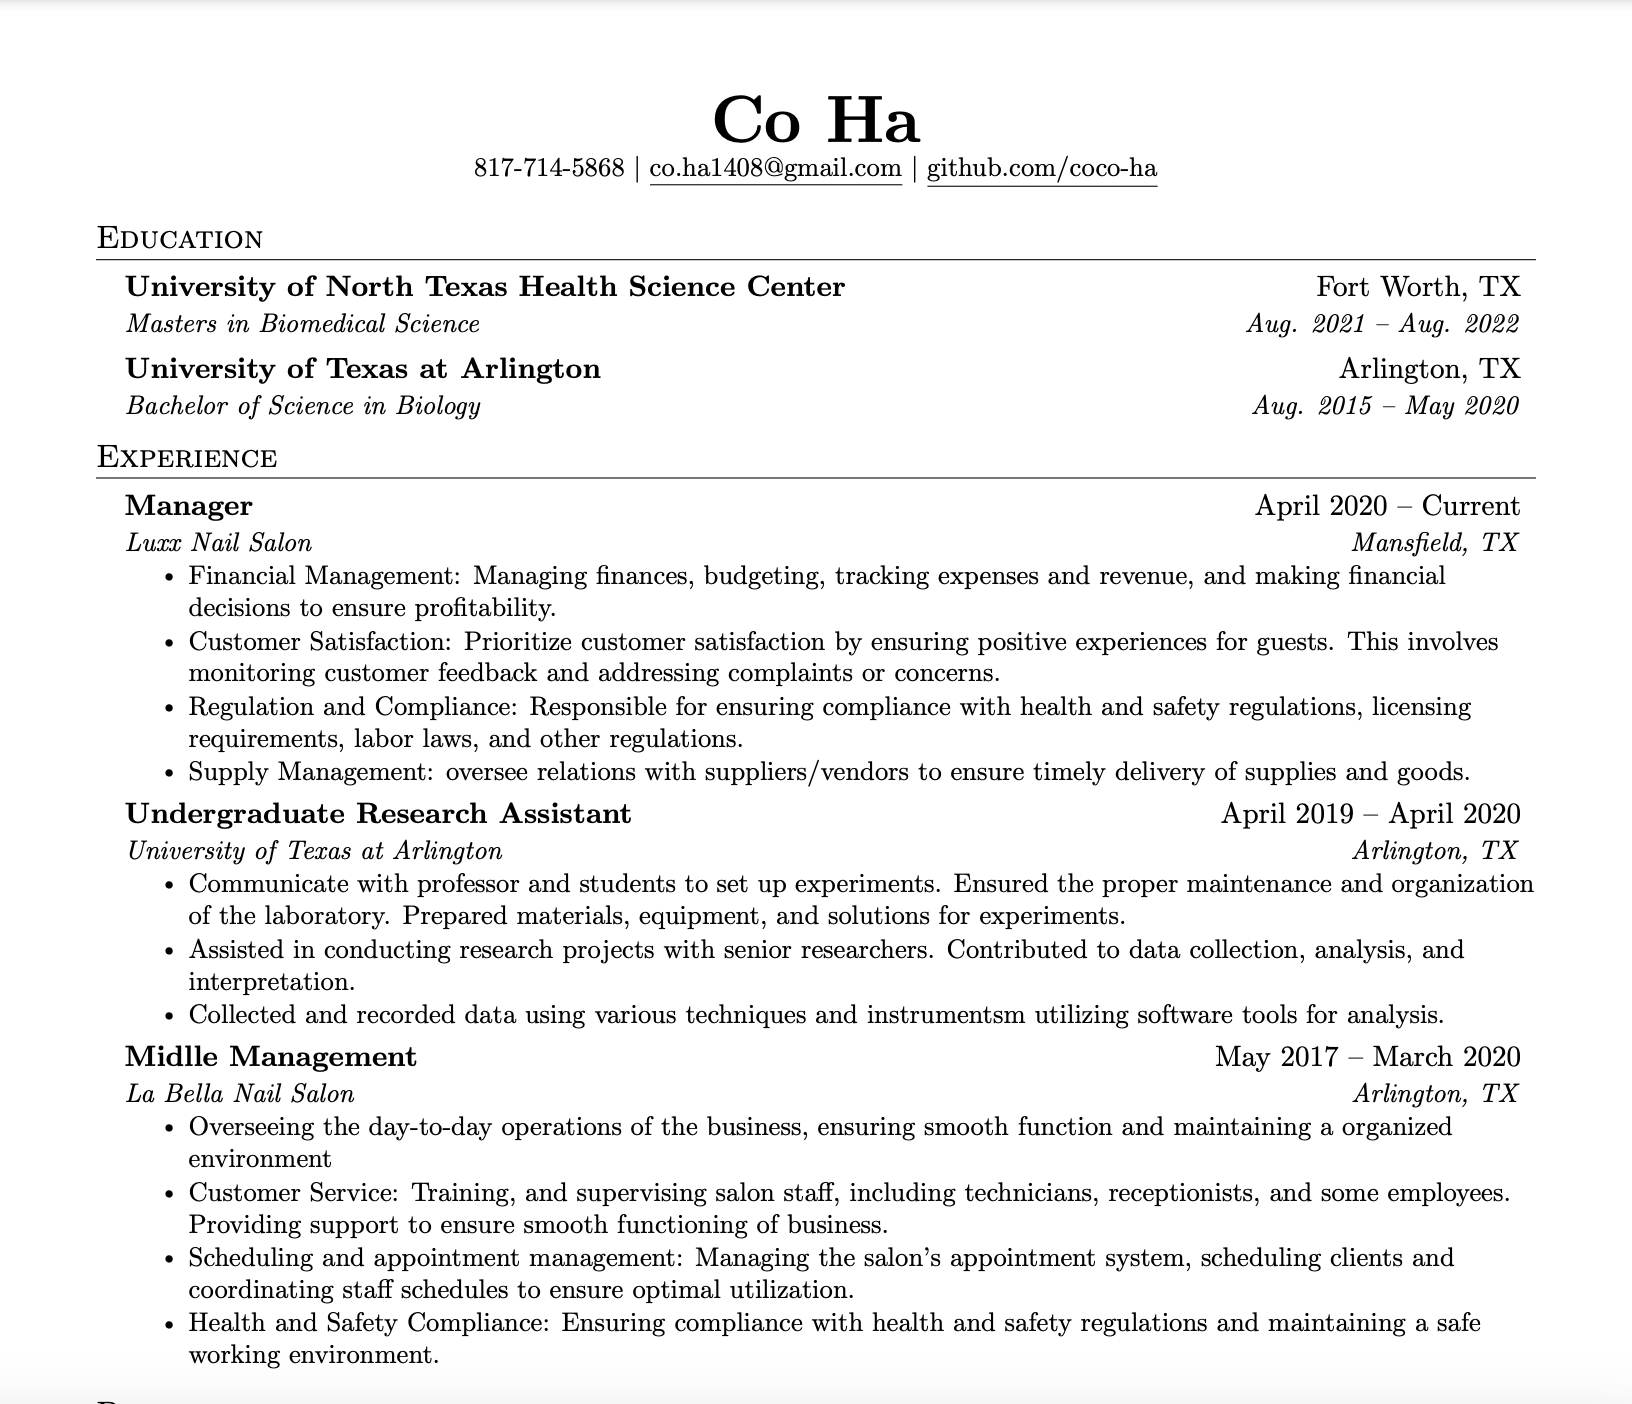 Co Ha
817-714-5868 | co.ha1408@gmail.com | github.com/coco-ha
Education
University of North Texas Health Science Center Fort Worth, TX
Masters in Biomedical Science Aug. 2021 – Aug. 2022
University of Texas at Arlington Arlington, TX
Bachelor of Science in Biology Aug. 2015 – May 2020
Experience
Manager April 2020 – Current
Luxx Nail Salon Mansfield, TX
• Financial Management: Managing finances, budgeting, tracking expenses and revenue, and making financial
decisions to ensure profitability.
• Customer Satisfaction: Prioritize customer satisfaction by ensuring positive experiences for guests. This involves
monitoring customer feedback and addressing complaints or concerns.
• Regulation and Compliance: Responsible for ensuring compliance with health and safety regulations, licensing
requirements, labor laws, and other regulations.
• Supply Management: oversee relations with suppliers/vendors to ensure timely delivery of supplies and goods.
Undergraduate Research Assistant April 2019 – April 2020
University of Texas at Arlington Arlington, TX
• Communicate with professor and students to set up experiments. Ensured the proper maintenance and organization
of the laboratory. Prepared materials, equipment, and solutions for experiments.
• Assisted in conducting research projects with senior researchers. Contributed to data collection, analysis, and
interpretation.
• Collected and recorded data using various techniques and instrumentsm utilizing software tools for analysis.
Midlle Management May 2017 – March 2020
La Bella Nail Salon Arlington, TX
• Overseeing the day-to-day operations of the business, ensuring smooth function and maintaining a organized
environment
• Customer Service: Training, and supervising salon staff, including technicians, receptionists, and some employees.
Providing support to ensure smooth functioning of business.
• Scheduling and appointment management: Managing the salon's appointment system, scheduling clients and
coordinating staff schedules to ensure optimal utilization.
• Health and Safety Compliance: Ensuring compliance with health and safety regulations and maintaining a safe
working environment.